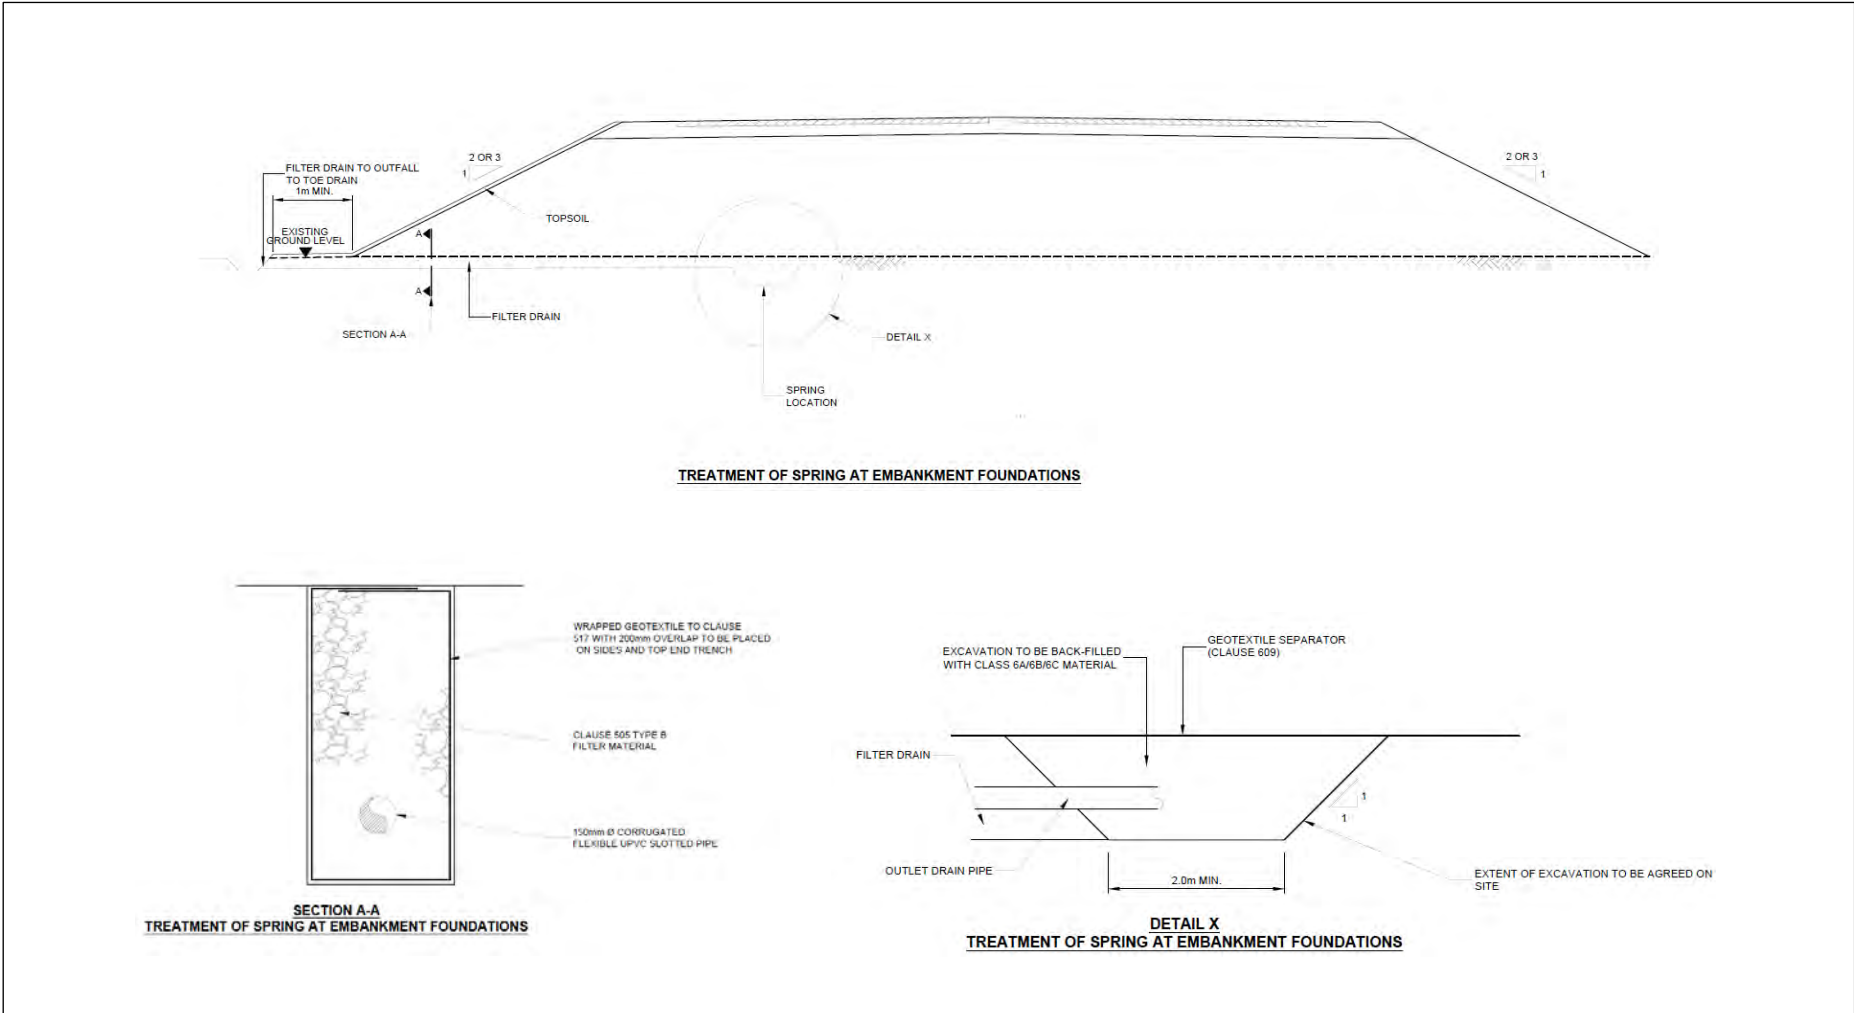 FILTER DRAIN TO OUTFALL
TO TOE DRAIN
1m MIN.
EXISTING
GROUND LEVEL
2 OR 3
1
TOPSOIL
A
A
SECTION A-A
FILTER DRAIN
SPRING
LOCATION
DETAIL X
2 OR 3
1
TREATMENT OF SPRING AT EMBANKMENT FOUNDATIONS
WRAPPED GEOTEXTILE TO CLAUSE
517 WITH 200mm OVERLAP TO BE PLACED
ON SIDES AND TOP END TRENCH
CLAUSE 505 TYPE B
FILTER MATERIAL
150mm Ø CORRUGATED
FLEXIBLE UPVC SLOTTED PIPE
SECTION A-A
TREATMENT OF SPRING AT EMBANKMENT FOUNDATIONS
EXCAVATION TO BE BACK-FILLED
WITH CLASS 6A/6B/6C MATERIAL
GEOTEXTILE SEPARATOR
(CLAUSE 609)
FILTER DRAIN
OUTLET DRAIN PIPE
2.0m MIN.
1
1
EXTENT OF EXCAVATION TO BE AGREED ON
SITE
DETAIL X
TREATMENT OF SPRING AT EMBANKMENT FOUNDATIONS